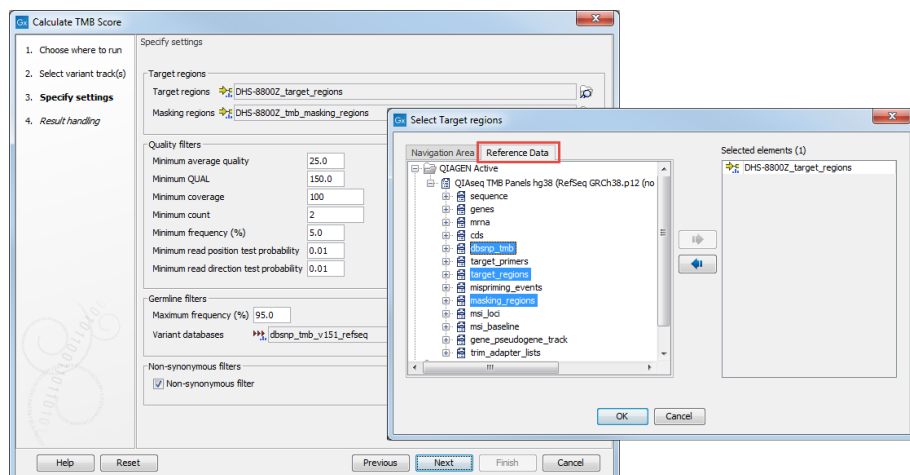 Gx Calculate TMB Score
1. Choose where to run
2. Select variant track(s)
3. Specify settings
4. Result handling
Specify settings
Target regions
Target regions DHS-8800Z_target_regions
Masking regions DHS-8800Z_tmb_masking_regions
Quality filters
Minimum average quality 25.0
Minimum QUAL 150.0
Minimum coverage 100
Minimum count 2
Minimum frequency (%) 5.0
Minimum read position test probability 0.01
Minimum read direction test probability 0.01
Germline filters
Maximum frequency (%) 95.0
Variant databases dbsnp_tmb_v151_refseq
Non-synonymous filters
Non-synonymous filter
Help Reset Previous Next Finish Cancel
Gx Select Target regions
Navigation Area Reference Data
QIAGEN Active
QIAseq TMB Panels hg38 (RefSeq GRCh38.p12 (no
sequence
genes
mrna
cds
dbsnp_tmb
target_primers
target_regions
mispriming_events
masking_regions
msi_loci
msi_baseline
gene_pseudogene_track
trim_adapter_lists
Selected elements (1)
DHS-8800Z_target_regions
OK Cancel